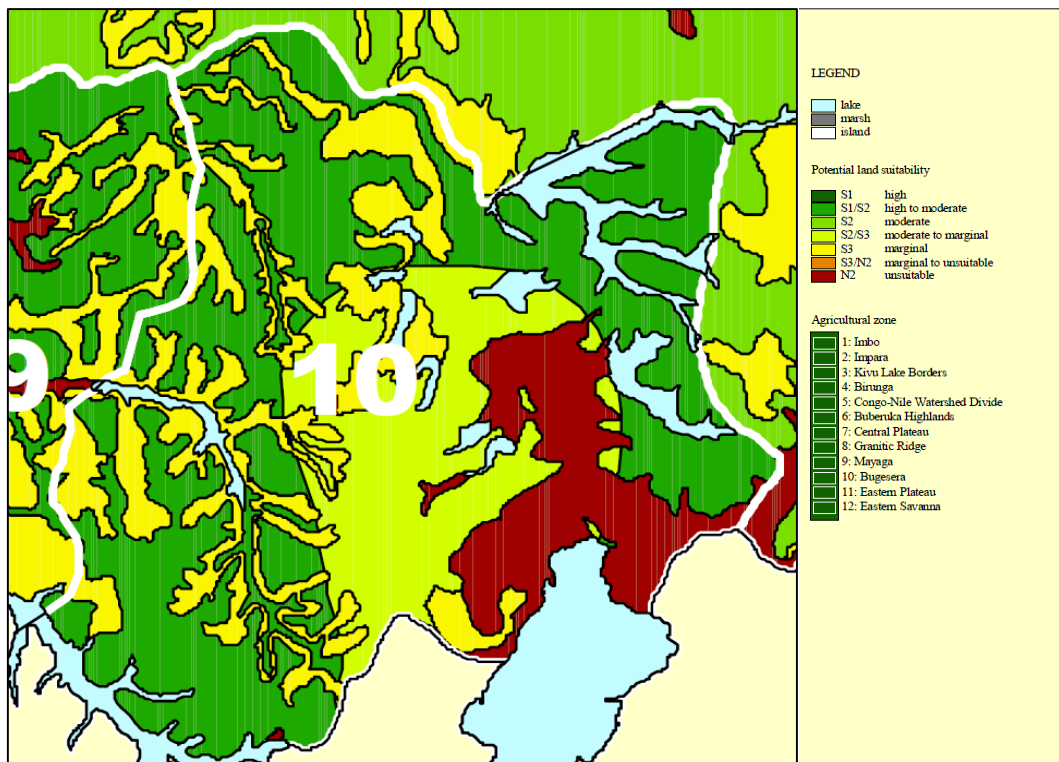 9
10
LEGEND
lake
marsh
island
Potential land suitability
S1 high
S1/S2 high to moderate
S2 moderate
S2/S3 moderate to marginal
S3 marginal
S3/N2 marginal to unsuitable
N2 unsuitable
Agricultural zone
1: Imbo
2: Impara
3: Kivu Lake Borders
4: Birunga
5: Congo-Nile Watershed Divide
6: Buberuka Highlands
7: Central Plateau
8: Granitic Ridge
9: Mayaga
10: Bugesera
11: Eastern Plateau
12: Eastern Savanna